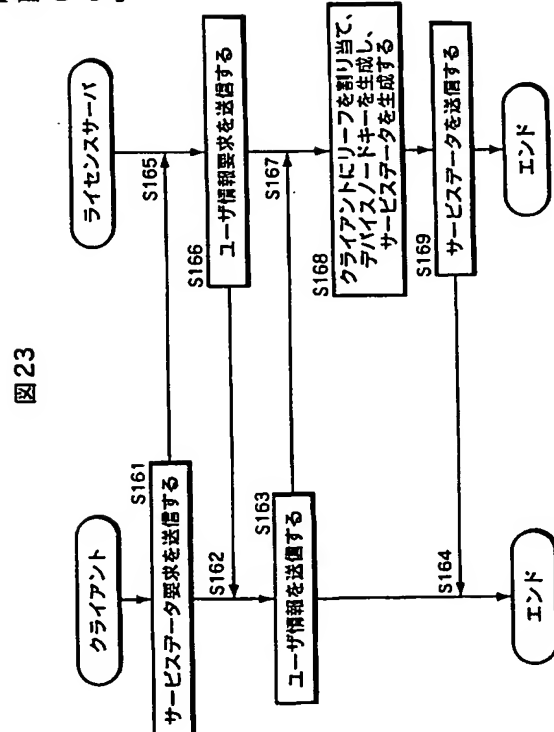 図23
クライアント
サービスデータ要求を送信する
S161
S162
ユーザ情報を送信する
S163
S164
エンド
ライセンスサーバ
S165
ユーザ情報要求を送信する
S166
S167
クライアントにリーフを割り当て、
デバイスノードキーを生成し、
サービスデータを生成する
S168
サービスデータを送信する
S169
エンド